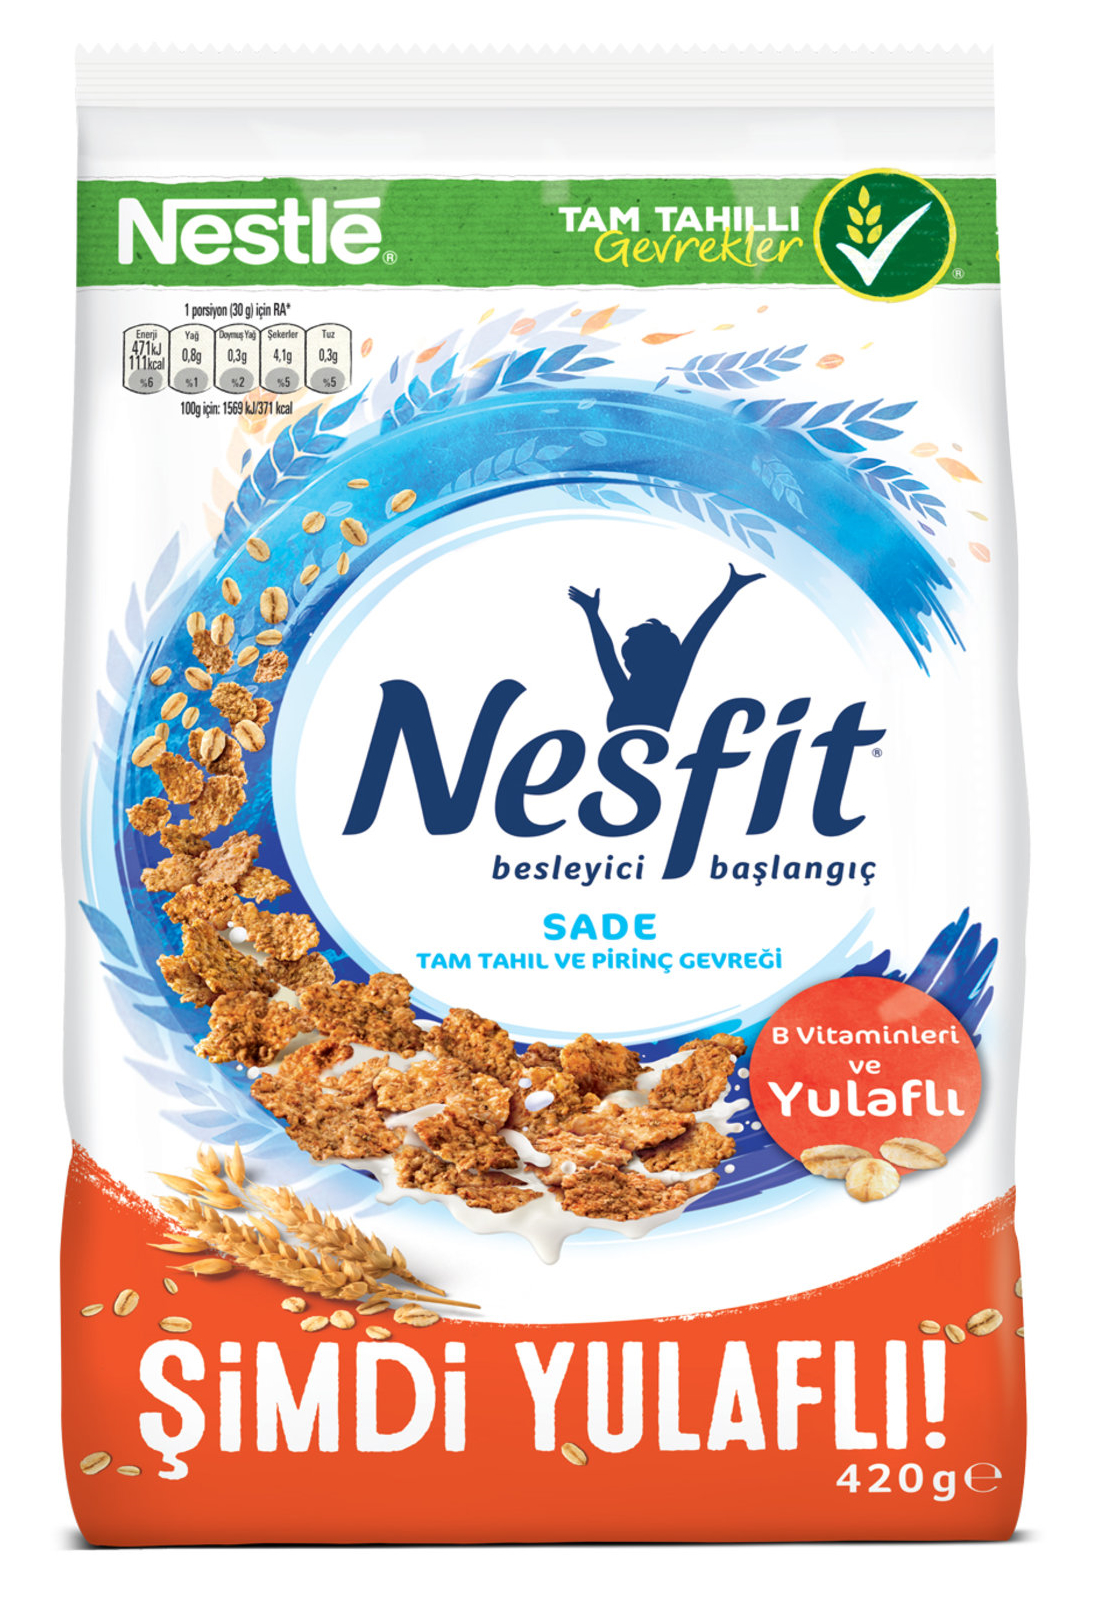 Nestlé®
TAM TAHILLI
Gevrekler
®
1 porsiyon (30 g) için RA*
Enerji Yağ Doymuş Yağ Şekerler Tuz
471kJ
111kcal 0,8g 0,3g 4,1g 0,3g
%6 %1 %2 %5 %5
100g için: 1569 kJ/371 kcal
Nesfit®
besleyici başlangıç
SADE
TAM TAHIL VE PİRİNÇ GEVREĞİ
B Vitaminleri
ve
Yulaflı
ŞiMDi YULAFLI!
420g℮